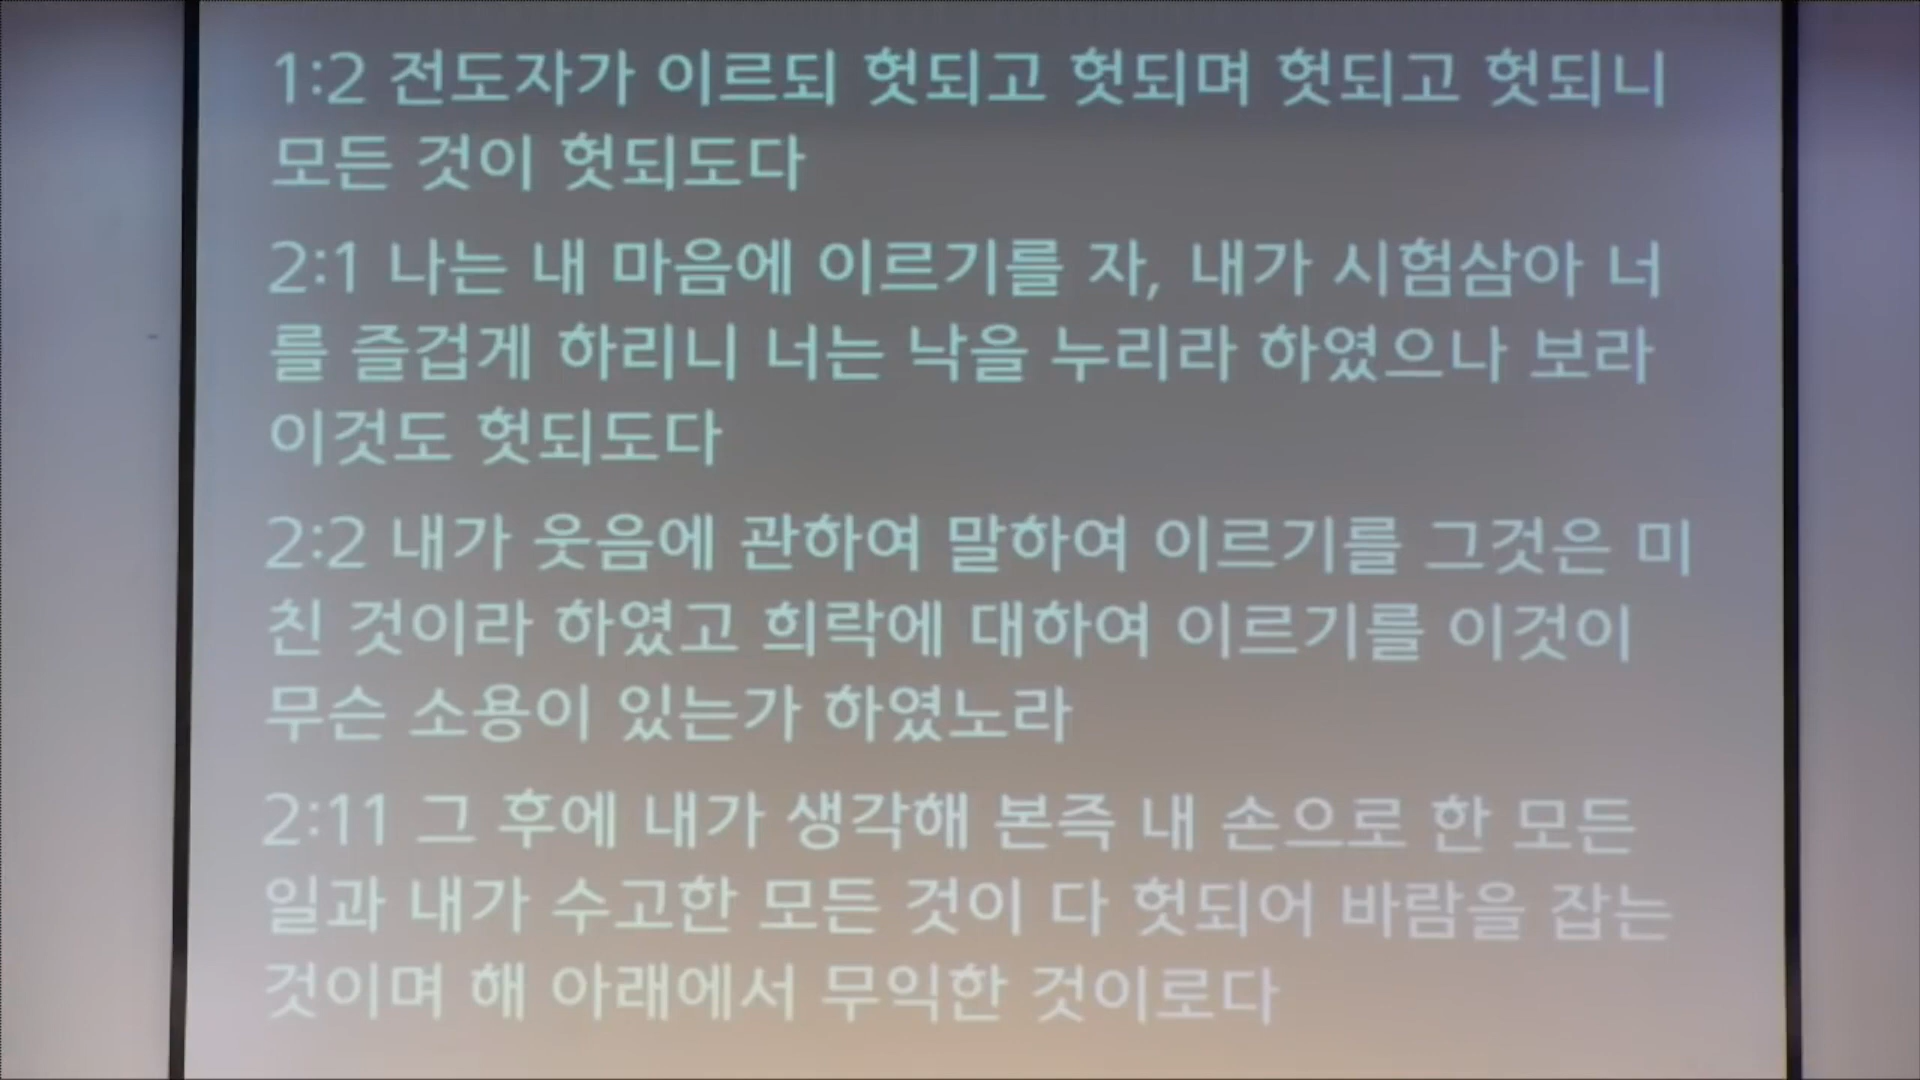 1:2 전도자가 이르되 헛되고 헛되며 헛되고 헛되니
모든 것이 헛되도다
2:1 나는 내 마음에 이르기를 자, 내가 시험삼아 너
를 즐겁게 하리니 너는 낙을 누리라 하였으나 보라
이것도 헛되도다
2:2 내가 웃음에 관하여 말하여 이르기를 그것은 미
친 것이라 하였고 희락에 대하여 이르기를 이것이
무슨 소용이 있는가 하였노라
2:11 그 후에 내가 생각해 본즉 내 손으로 한 모든
일과 내가 수고한 모든 것이 다 헛되어 바람을 잡는
것이며 해 아래에서 무익한 것이로다